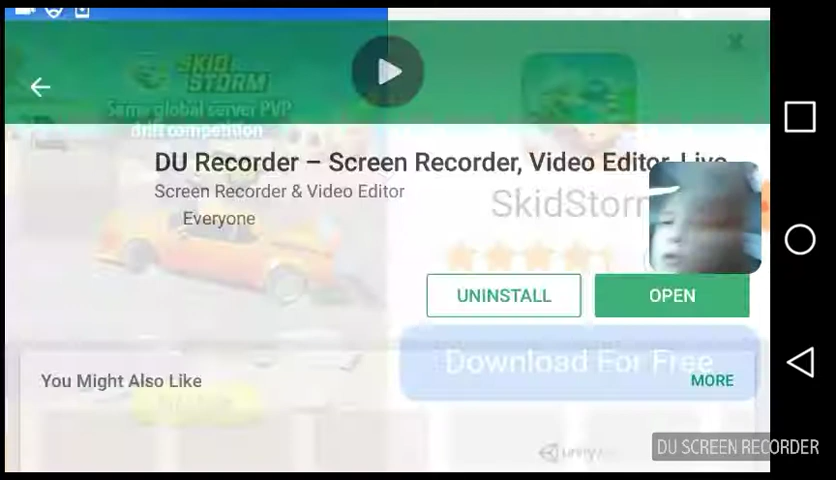 SKID
STORM
Same global server PVP
drift competition
DU Recorder – Screen Recorder, Video Editor, Live
Screen Recorder & Video Editor
Everyone
SkidStorm
UNINSTALL
OPEN
Download For Free
You Might Also Like
MORE
unity
DU SCREEN RECORDER